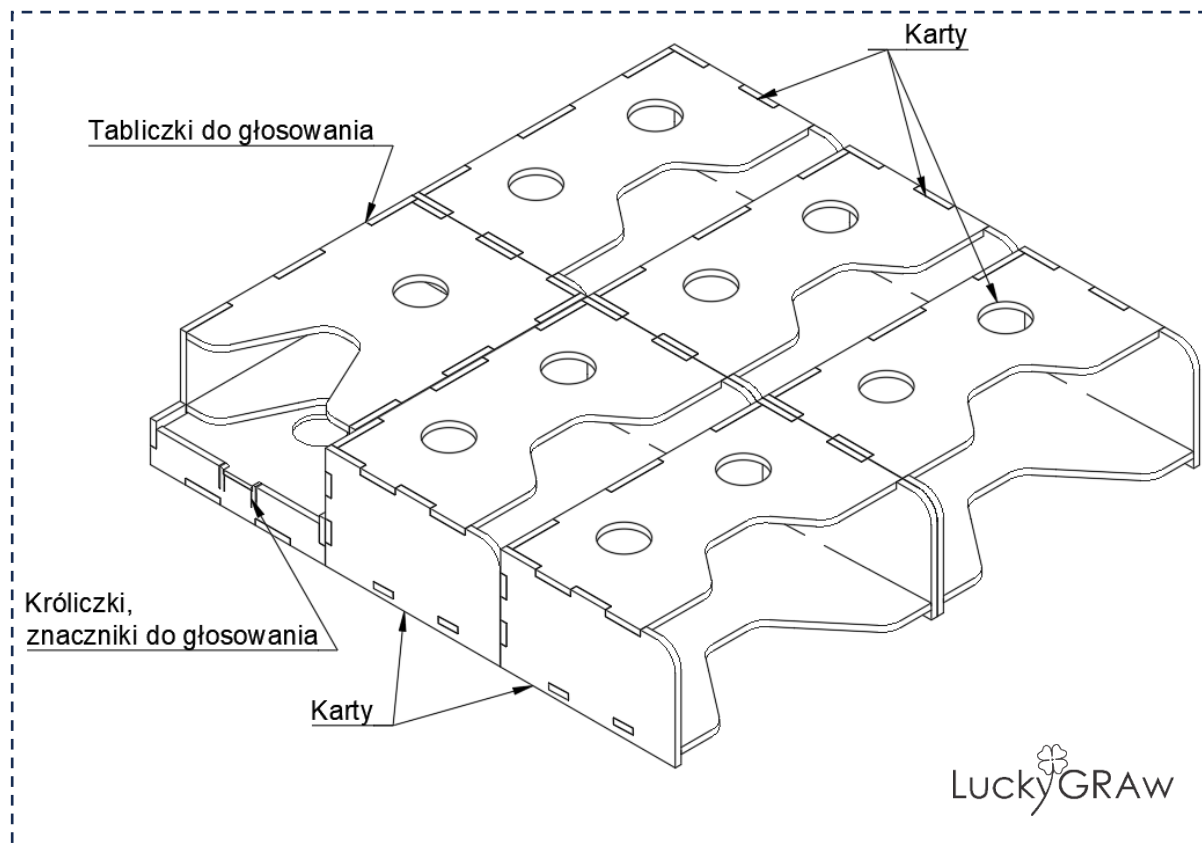 Karty
Tabliczki do głosowania
Króliczki,
znaczniki do głosowania
Karty
LuckyGRAw